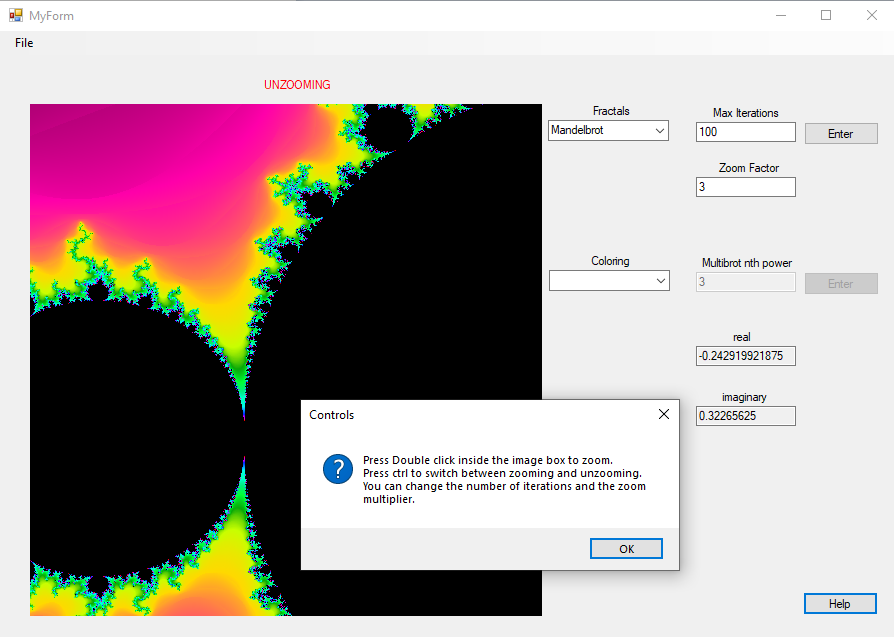 MyForm
File
UNZOOMING
Fractals
Mandelbrot
Max Iterations
100
Enter
Zoom Factor
3
Coloring
Multibrot nth power
3
Enter
real
-0.242919921875
imaginary
0.32265625
Controls
Press Double click inside the image box to zoom.
Press ctrl to switch between zooming and unzooming.
You can change the number of iterations and the zoom
multiplier.
OK
Help